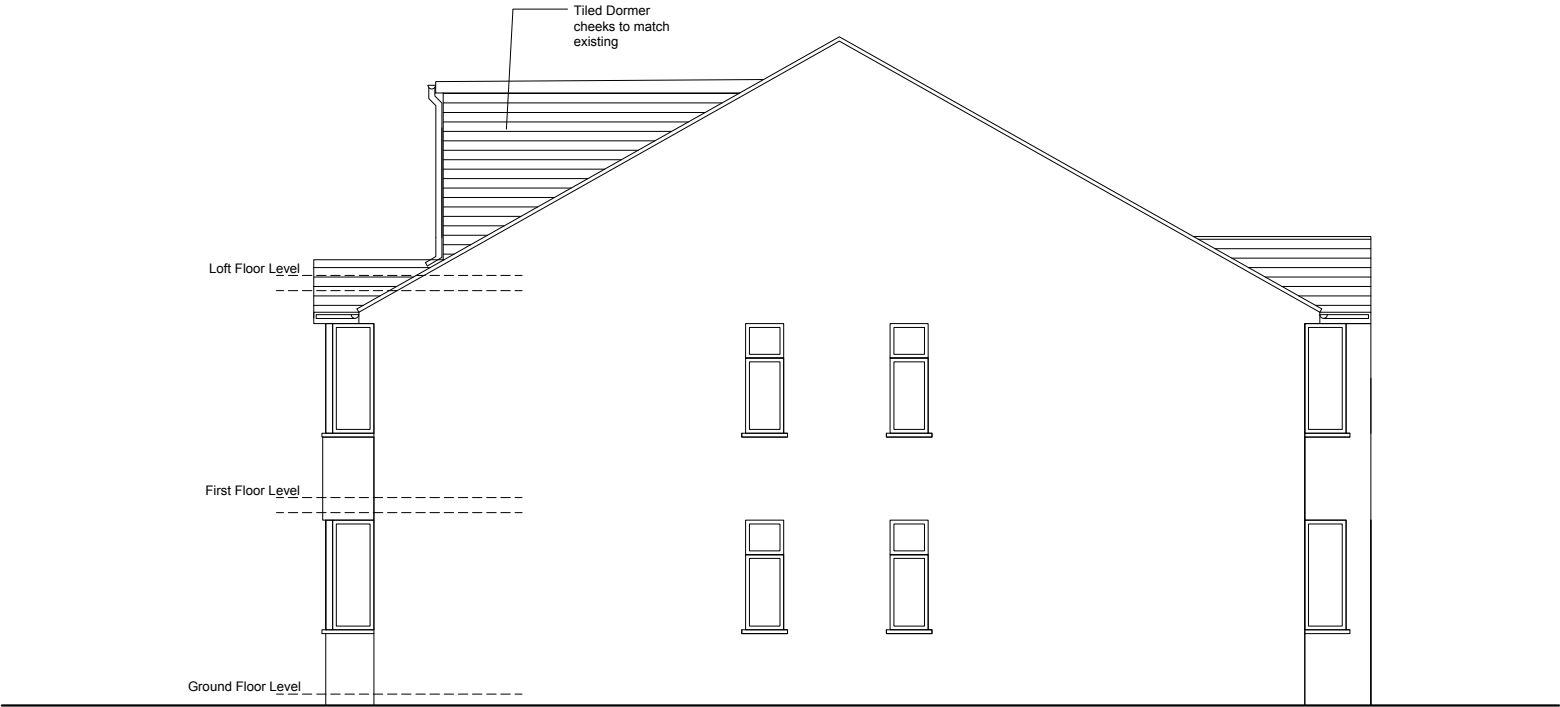 Tiled Dormer
cheeks to match
existing
Loft Floor Level
First Floor Level
Ground Floor Level